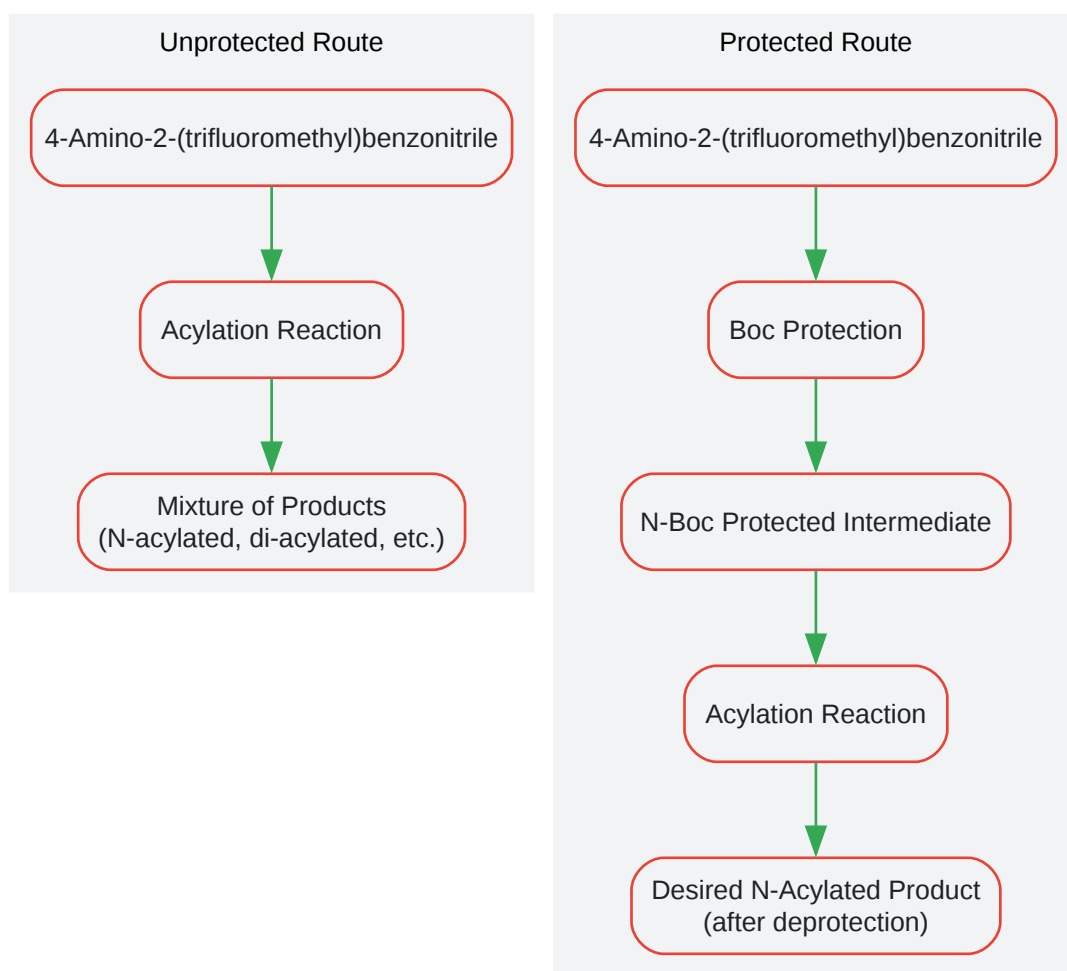 Unprotected Route
4-Amino-2-(trifluoromethyl)benzonitrile
Acylation Reaction
Mixture of Products
(N-acylated, di-acylated, etc.)
Protected Route
4-Amino-2-(trifluoromethyl)benzonitrile
Boc Protection
N-Boc Protected Intermediate
Acylation Reaction
Desired N-Acylated Product
(after deprotection)